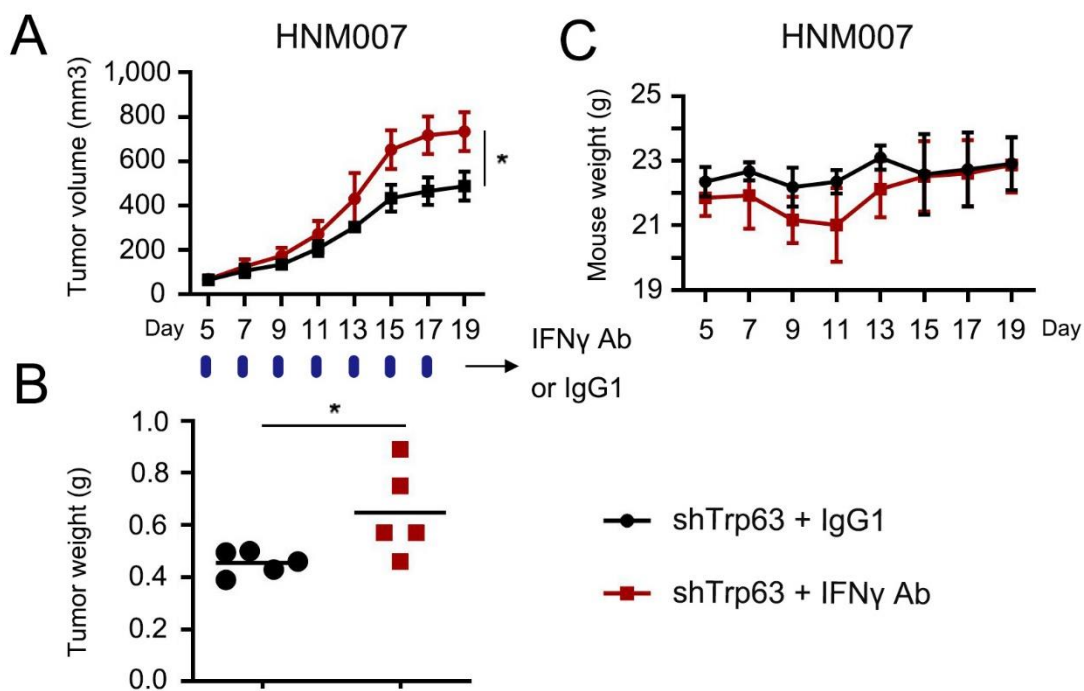 A
HNM007
Tumor volume (mm3)
1,000
800
600
400
200
0
*
Day 5 7 9 11 13 15 17 19
IFNγ Ab
or IgG1
B
Tumor weight (g)
1.0
0.8
0.6
0.4
0.2
0.0
*
C
HNM007
Mouse weight (g)
25
23
21
19
5 7 9 11 13 15 17 19 Day
shTrp63 + IgG1
shTrp63 + IFNγ Ab